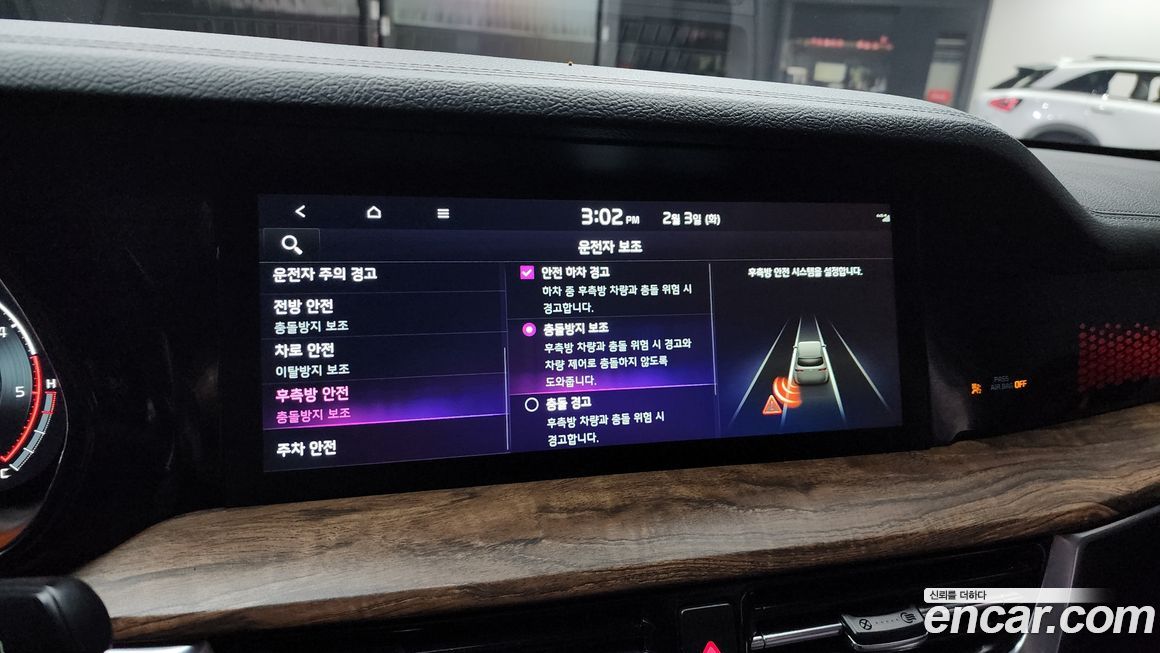 3:02 PM 2월 3일 (화)
운전자 보조
운전자 주의 경고
전방 안전
충돌방지 보조
차로 안전
이탈방지 보조
후측방 안전
충돌방지 보조
주차 안전
안전 하차 경고
하차 중 후측방 차량과 충돌 위험 시
경고합니다.
충돌방지 보조
후측방 차량과 충돌 위험 시 경고와
차량 제어로 충돌하지 않도록
도와줍니다.
충돌 경고
후측방 차량과 충돌 위험 시
경고합니다.
후측방 안전 시스템을 설정합니다.
4
5
H
C
PASS
AIR BAG OFF
신뢰를 더하다
encar.com